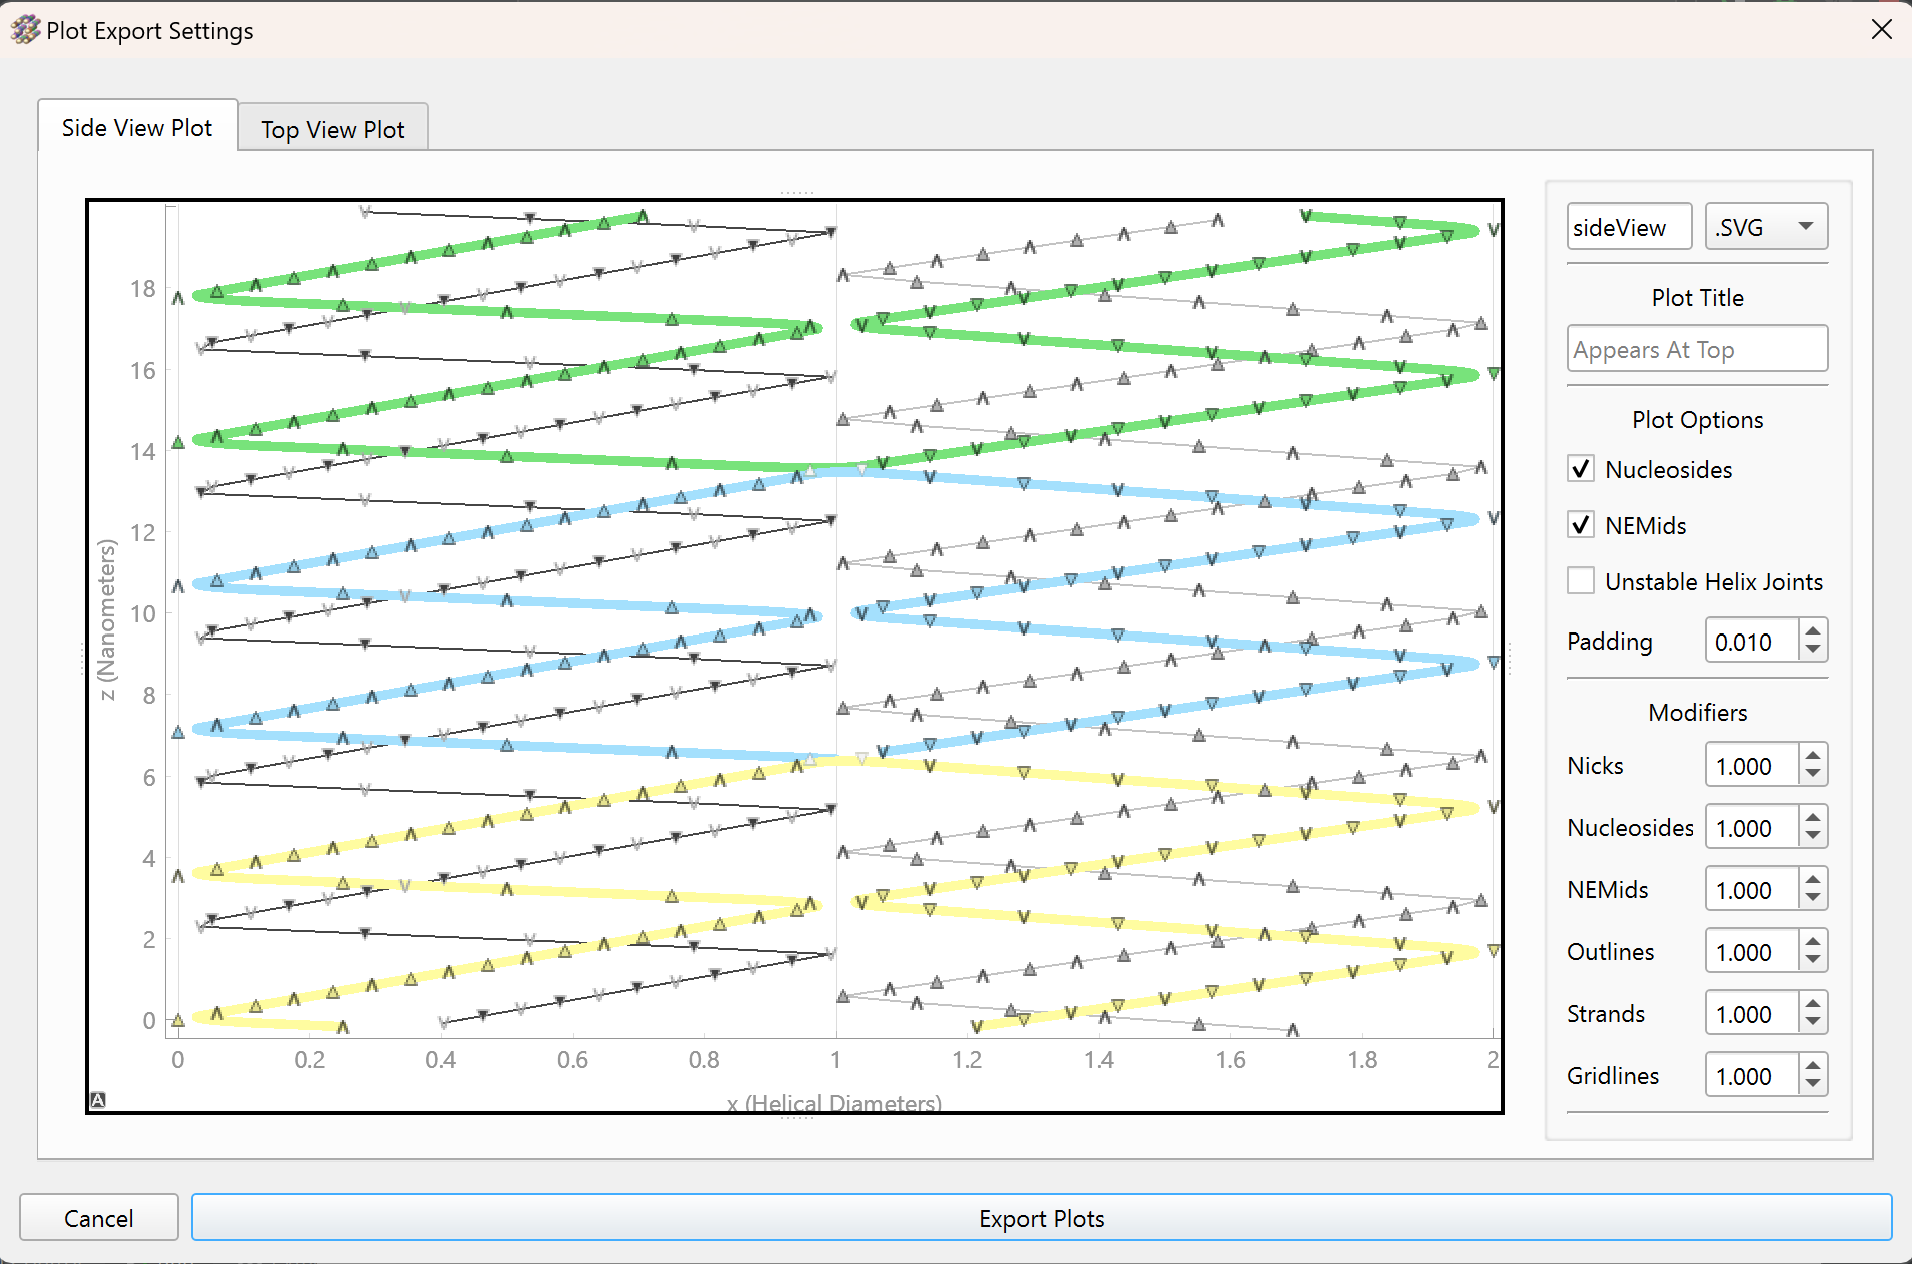 Plot Export Settings
Side View Plot
Top View Plot
z (Nanometers)
18
16
14
12
10
8
6
4
2
0
0
0.2
0.4
0.6
0.8
1
1.2
1.4
1.6
1.8
2
x (Helical Diameters)
A
sideView
.SVG
Plot Title
Appears At Top
Plot Options
Nucleosides
NEMids
Unstable Helix Joints
Padding 0.010
Modifiers
Nicks 1.000
Nucleosides 1.000
NEMids 1.000
Outlines 1.000
Strands 1.000
Gridlines 1.000
Cancel
Export Plots